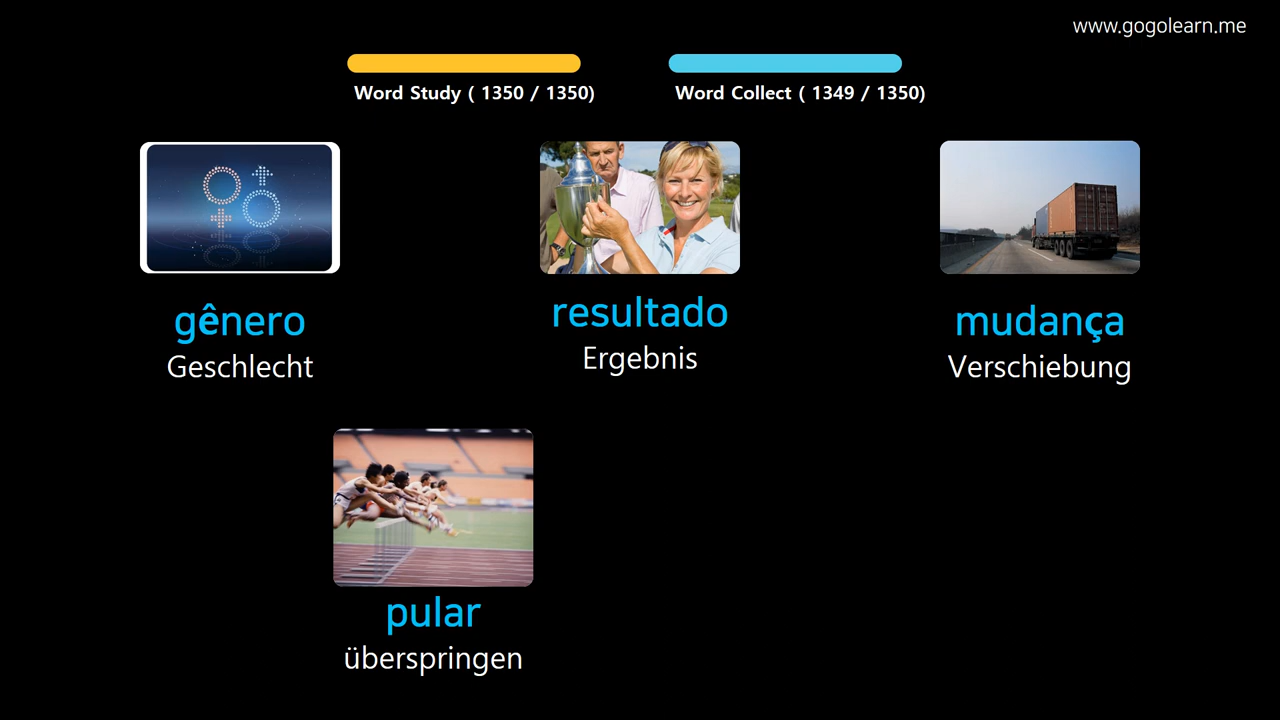 www.gogolearn.me
Word Study ( 1350 / 1350)
Word Collect ( 1349 / 1350)
gênero
Geschlecht
resultado
Ergebnis
mudança
Verschiebung
pular
überspringen